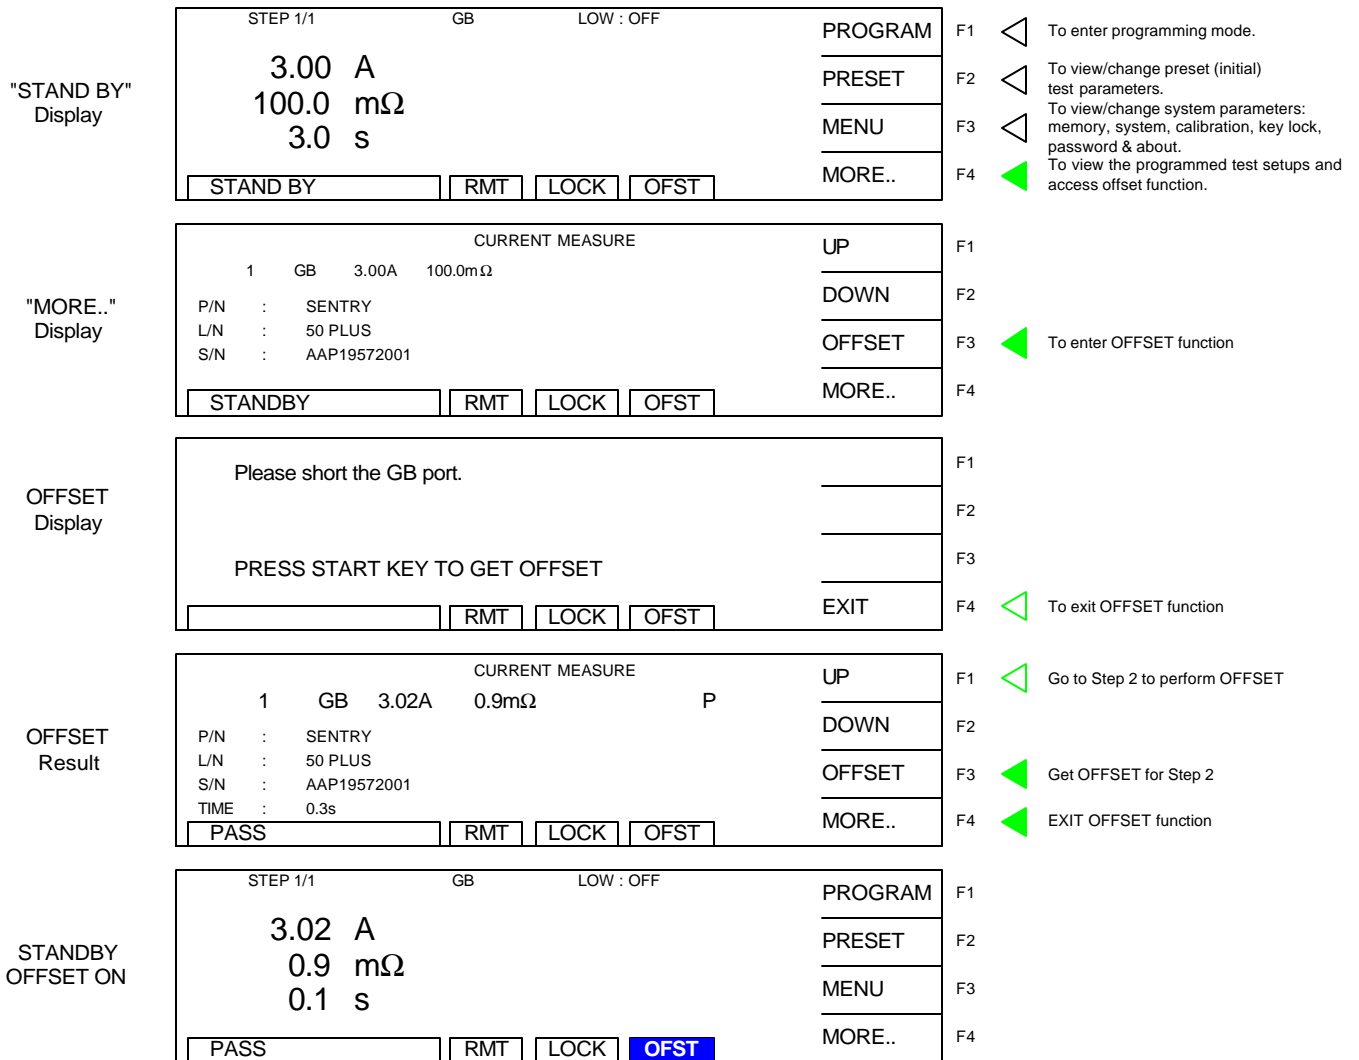 STEP 1/1 GB LOW : OFF
"STAND BY" Display
3.00 A
100.0 mΩ
3.0 s
STAND BY RMT LOCK OFST
PROGRAM F1 To enter programming mode.
PRESET F2 To view/change preset (initial)
test parameters.
MENU F3 To view/change system parameters:
memory, system, calibration, key lock,
password & about.
MORE.. F4 To view the programmed test setups and
access offset function.
"MORE.."
Display
CURRENT MEASURE
1 GB 3.00A 100.0mΩ
P/N : SENTRY
L/N : 50 PLUS
S/N : AAP19572001
STANDBY RMT LOCK OFST
UP F1
DOWN F2
OFFSET F3 To enter OFFSET function
MORE.. F4
OFFSET
Display
Please short the GB port.
PRESS START KEY TO GET OFFSET
RMT LOCK OFST
F1
F2
F3
EXIT F4 To exit OFFSET function
OFFSET
Result
CURRENT MEASURE
1 GB 3.02A 0.9mΩ P
P/N : SENTRY
L/N : 50 PLUS
S/N : AAP19572001
TIME : 0.3s
PASS RMT LOCK OFST
UP F1 Go to Step 2 to perform OFFSET
DOWN F2
OFFSET F3 Get OFFSET for Step 2
MORE.. F4 EXIT OFFSET function
STANDBY
OFFSET ON
STEP 1/1 GB LOW : OFF
3.02 A
0.9 mΩ
0.1 s
PASS RMT LOCK OFST
PROGRAM F1
PRESET F2
MENU F3
MORE.. F4